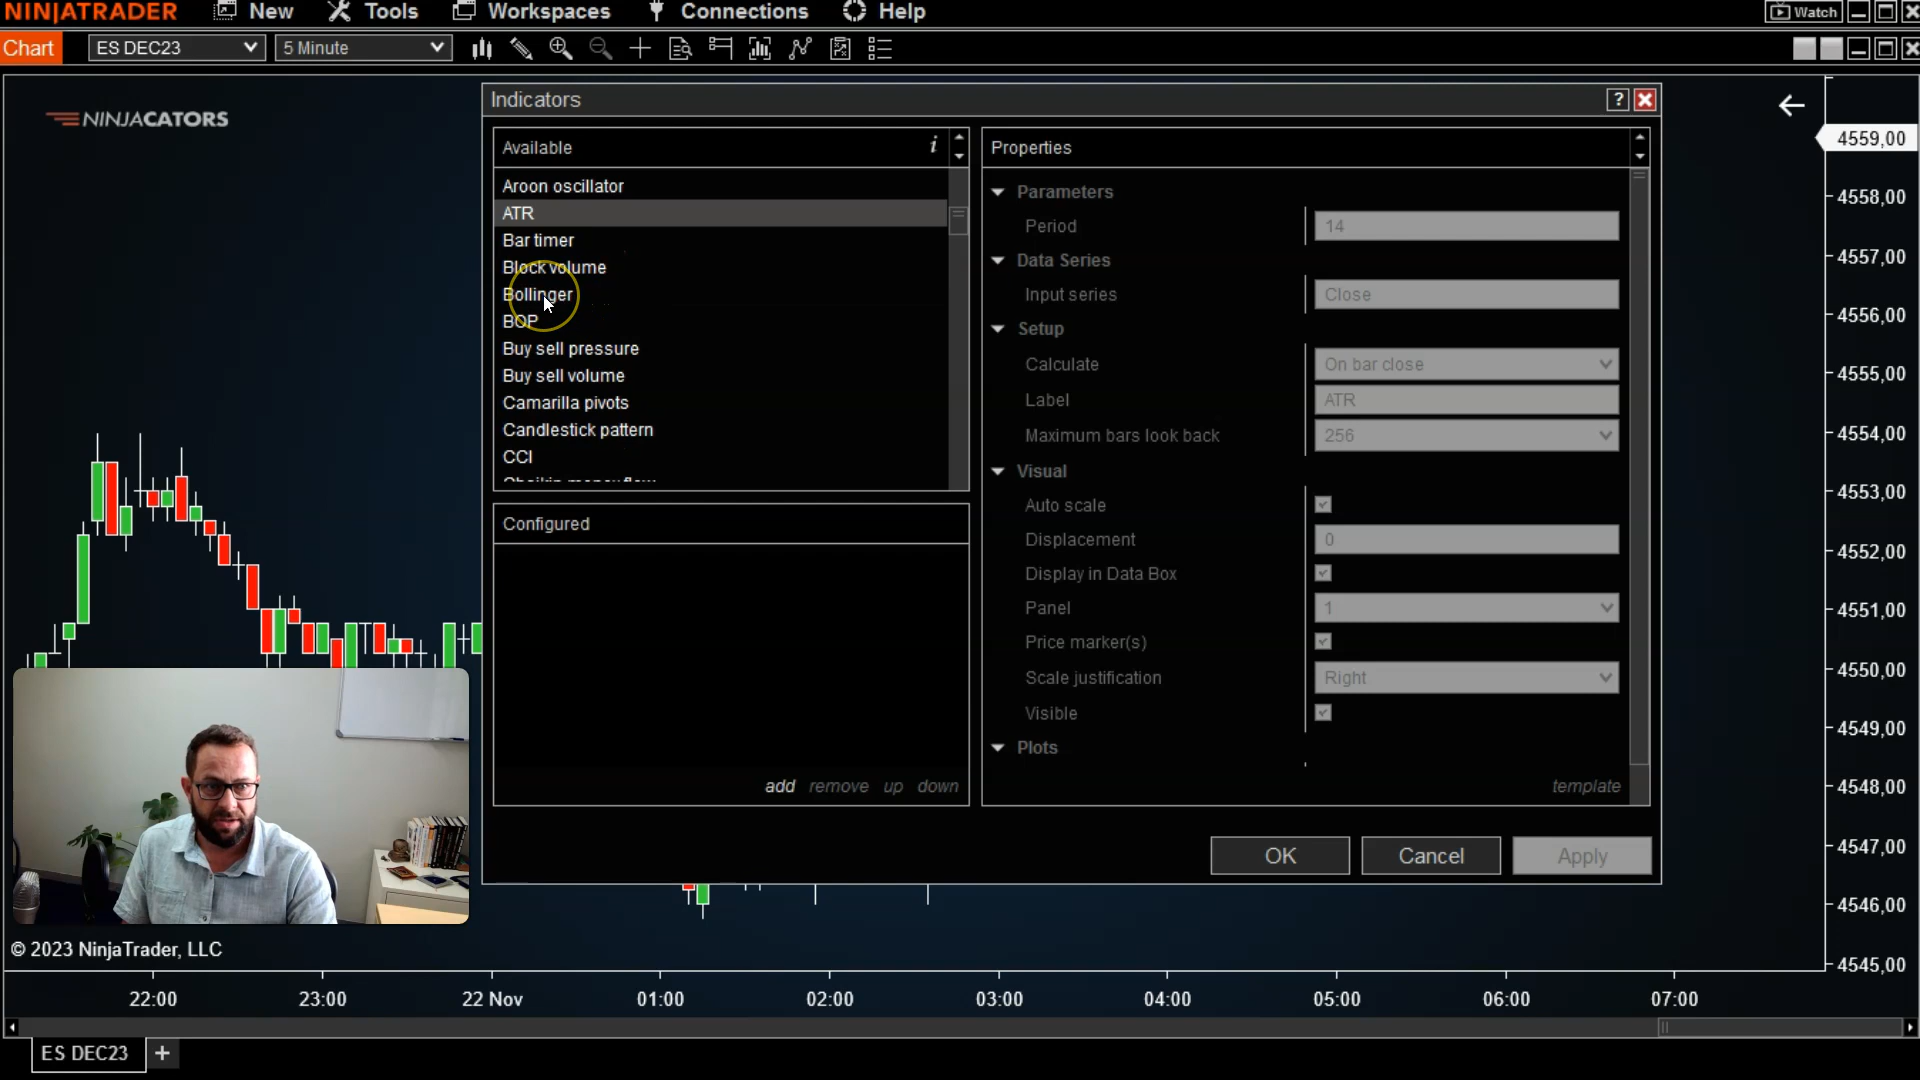 NINJATRADER New Tools Workspaces Connections Help Watch
Chart ES DEC23 5 Minute
NINJACATORS
Indicators ?
Available i
Aroon oscillator
ATR
Bar timer
Block volume
Bollinger
BOP
Buy sell pressure
Buy sell volume
Camarilla pivots
Candlestick pattern
CCI
Configured
add remove up down
Properties
Parameters
Period 14
Data Series
Input series Close
Setup
Calculate On bar close
Label ATR
Maximum bars look back 256
Visual
Auto scale
Displacement 0
Display in Data Box
Panel 1
Price marker(s)
Scale justification Right
Visible
Plots
template
OK Cancel Apply
4559,00
4558,00
4557,00
4556,00
4555,00
4554,00
4553,00
4552,00
4551,00
4550,00
4549,00
4548,00
4547,00
4546,00
4545,00
© 2023 NinjaTrader, LLC
22:00 23:00 22 Nov 01:00 02:00 03:00 04:00 05:00 06:00 07:00
ES DEC23 +